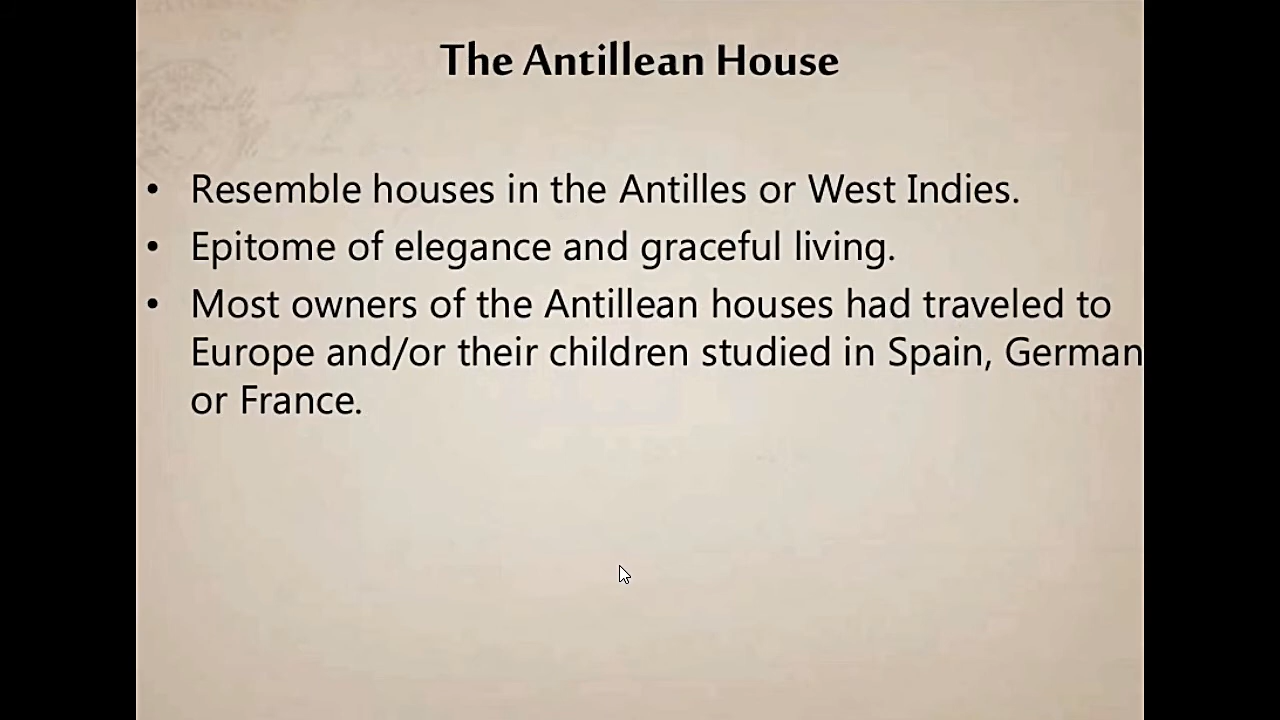 The Antillean House
• Resemble houses in the Antilles or West Indies.
• Epitome of elegance and graceful living.
• Most owners of the Antillean houses had traveled to
Europe and/or their children studied in Spain, German
or France.